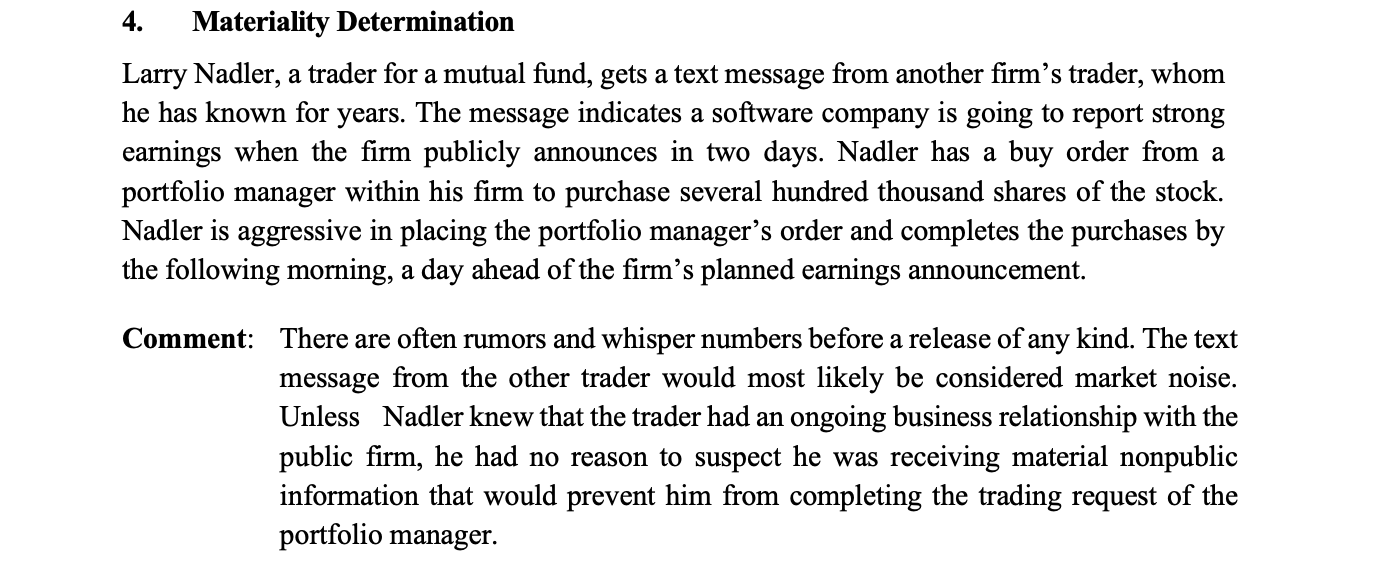 4. Materiality Determination
Larry Nadler, a trader for a mutual fund, gets a text message from another firm’s trader, whom
he has known for years. The message indicates a software company is going to report strong
earnings when the firm publicly announces in two days. Nadler has a buy order from a
portfolio manager within his firm to purchase several hundred thousand shares of the stock.
Nadler is aggressive in placing the portfolio manager’s order and completes the purchases by
the following morning, a day ahead of the firm’s planned earnings announcement.
Comment: There are often rumors and whisper numbers before a release of any kind. The text
message from the other trader would most likely be considered market noise.
Unless Nadler knew that the trader had an ongoing business relationship with the
public firm, he had no reason to suspect he was receiving material nonpublic
information that would prevent him from completing the trading request of the
portfolio manager.